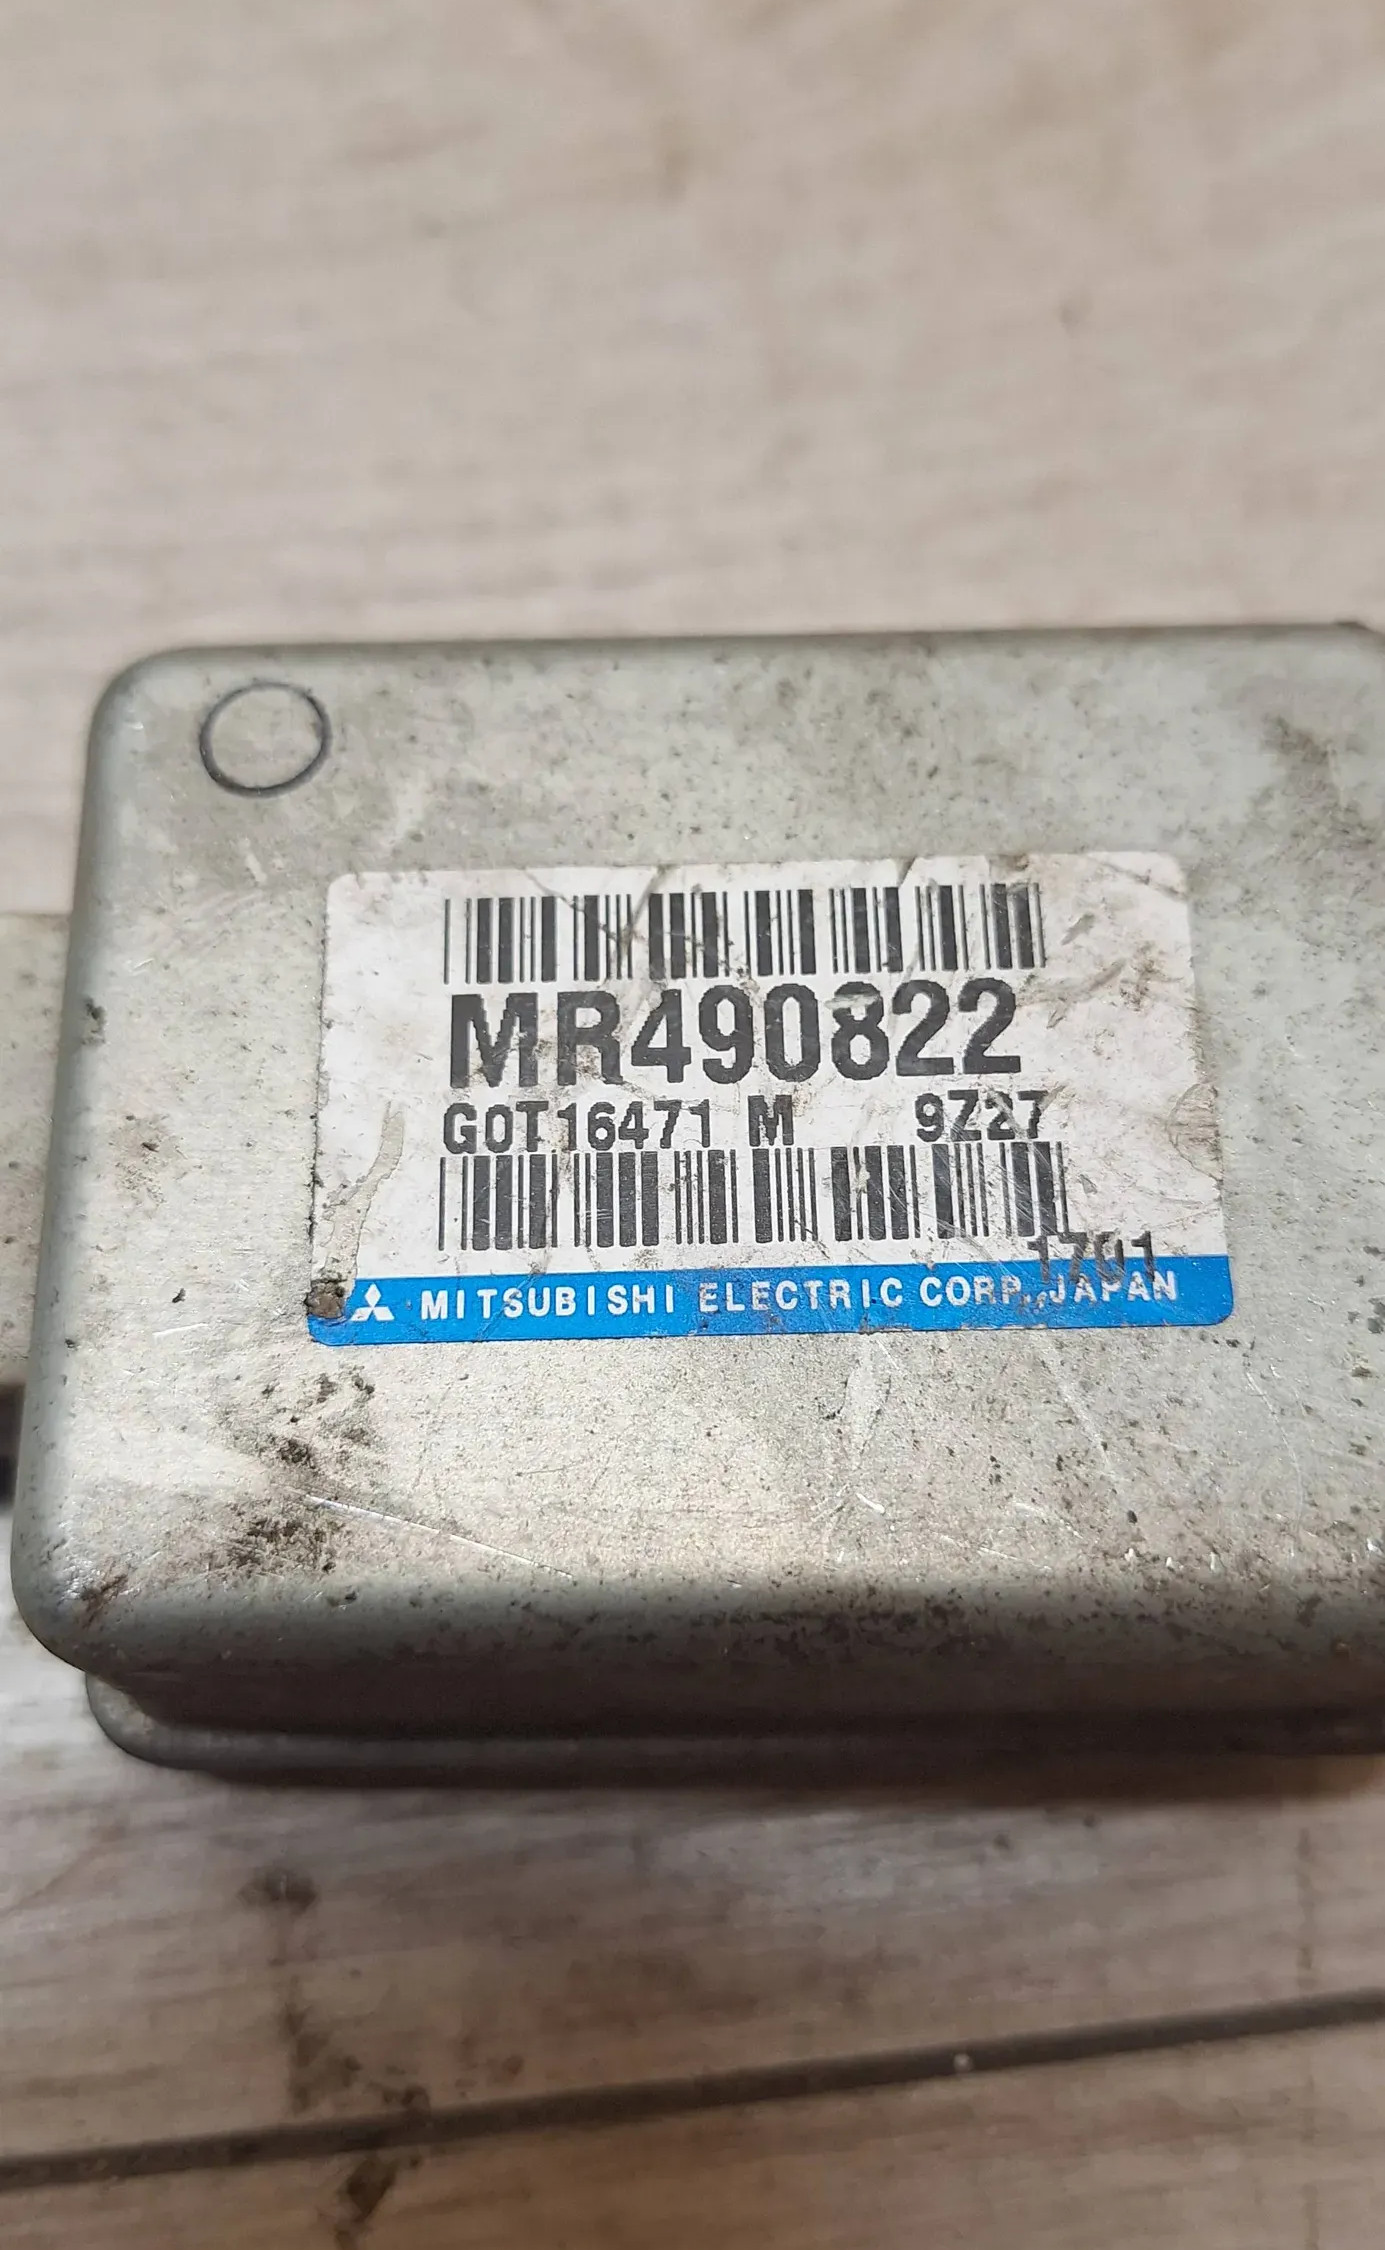 MR490822
G0T16471 M 9Z27
1701
MITSUBISHI ELECTRIC CORP. JAPAN